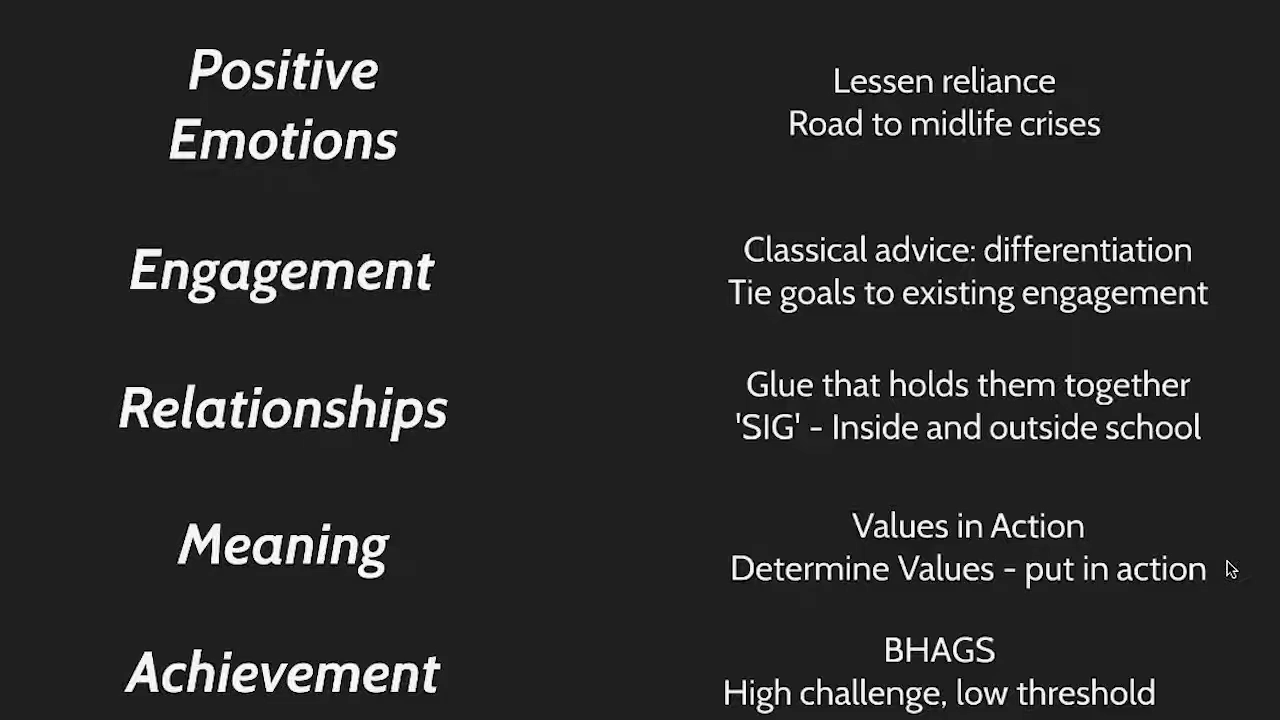 Positive
Emotions
Lessen reliance
Road to midlife crises
Engagement
Classical advice: differentiation
Tie goals to existing engagement
Relationships
Glue that holds them together
'SIG' - Inside and outside school
Meaning
Values in Action
Determine Values - put in action
Achievement
BHAGS
High challenge, low threshold